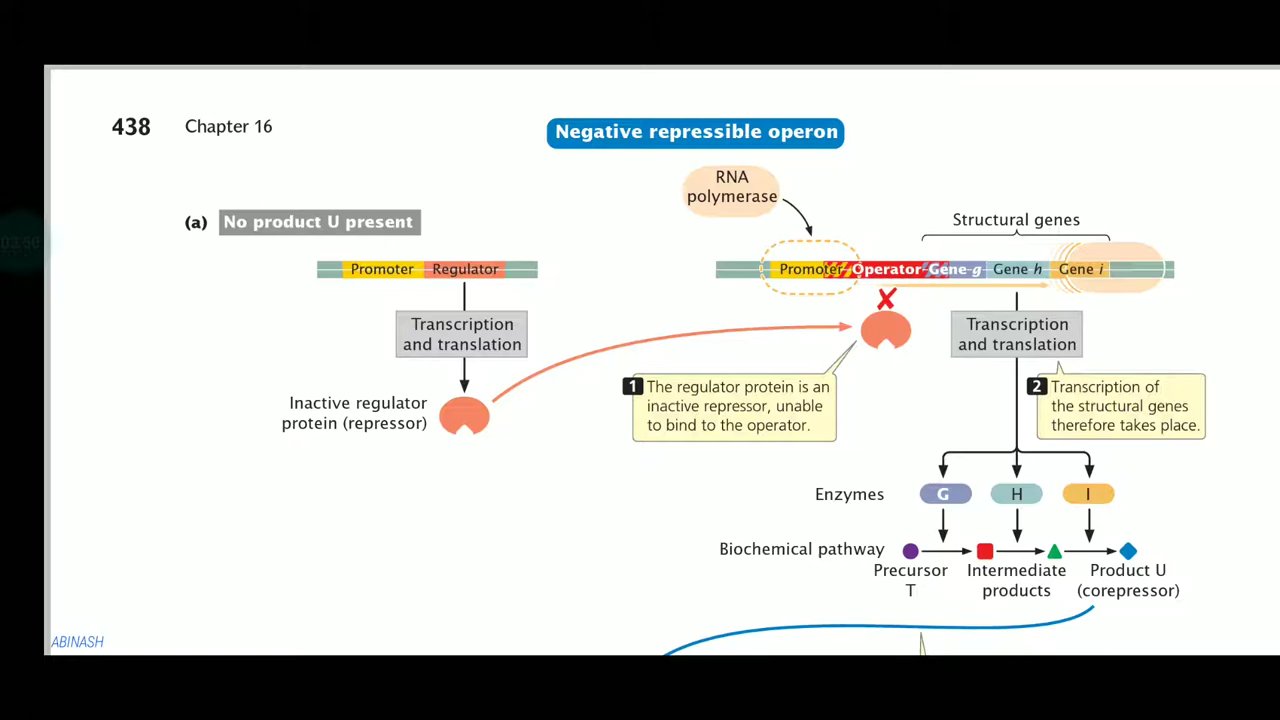 438 Chapter 16
Negative repressible operon
RNA
polymerase
(a) No product U present
Structural genes
Promoter Regulator
Promoter Operator Gene g Gene h Gene i
Transcription
and translation
Transcription
and translation
1 The regulator protein is an
inactive repressor, unable
to bind to the operator.
2 Transcription of
the structural genes
therefore takes place.
Inactive regulator
protein (repressor)
Enzymes G H I
Biochemical pathway
Precursor
T
Intermediate
products
Product U
(corepressor)
ABINASH